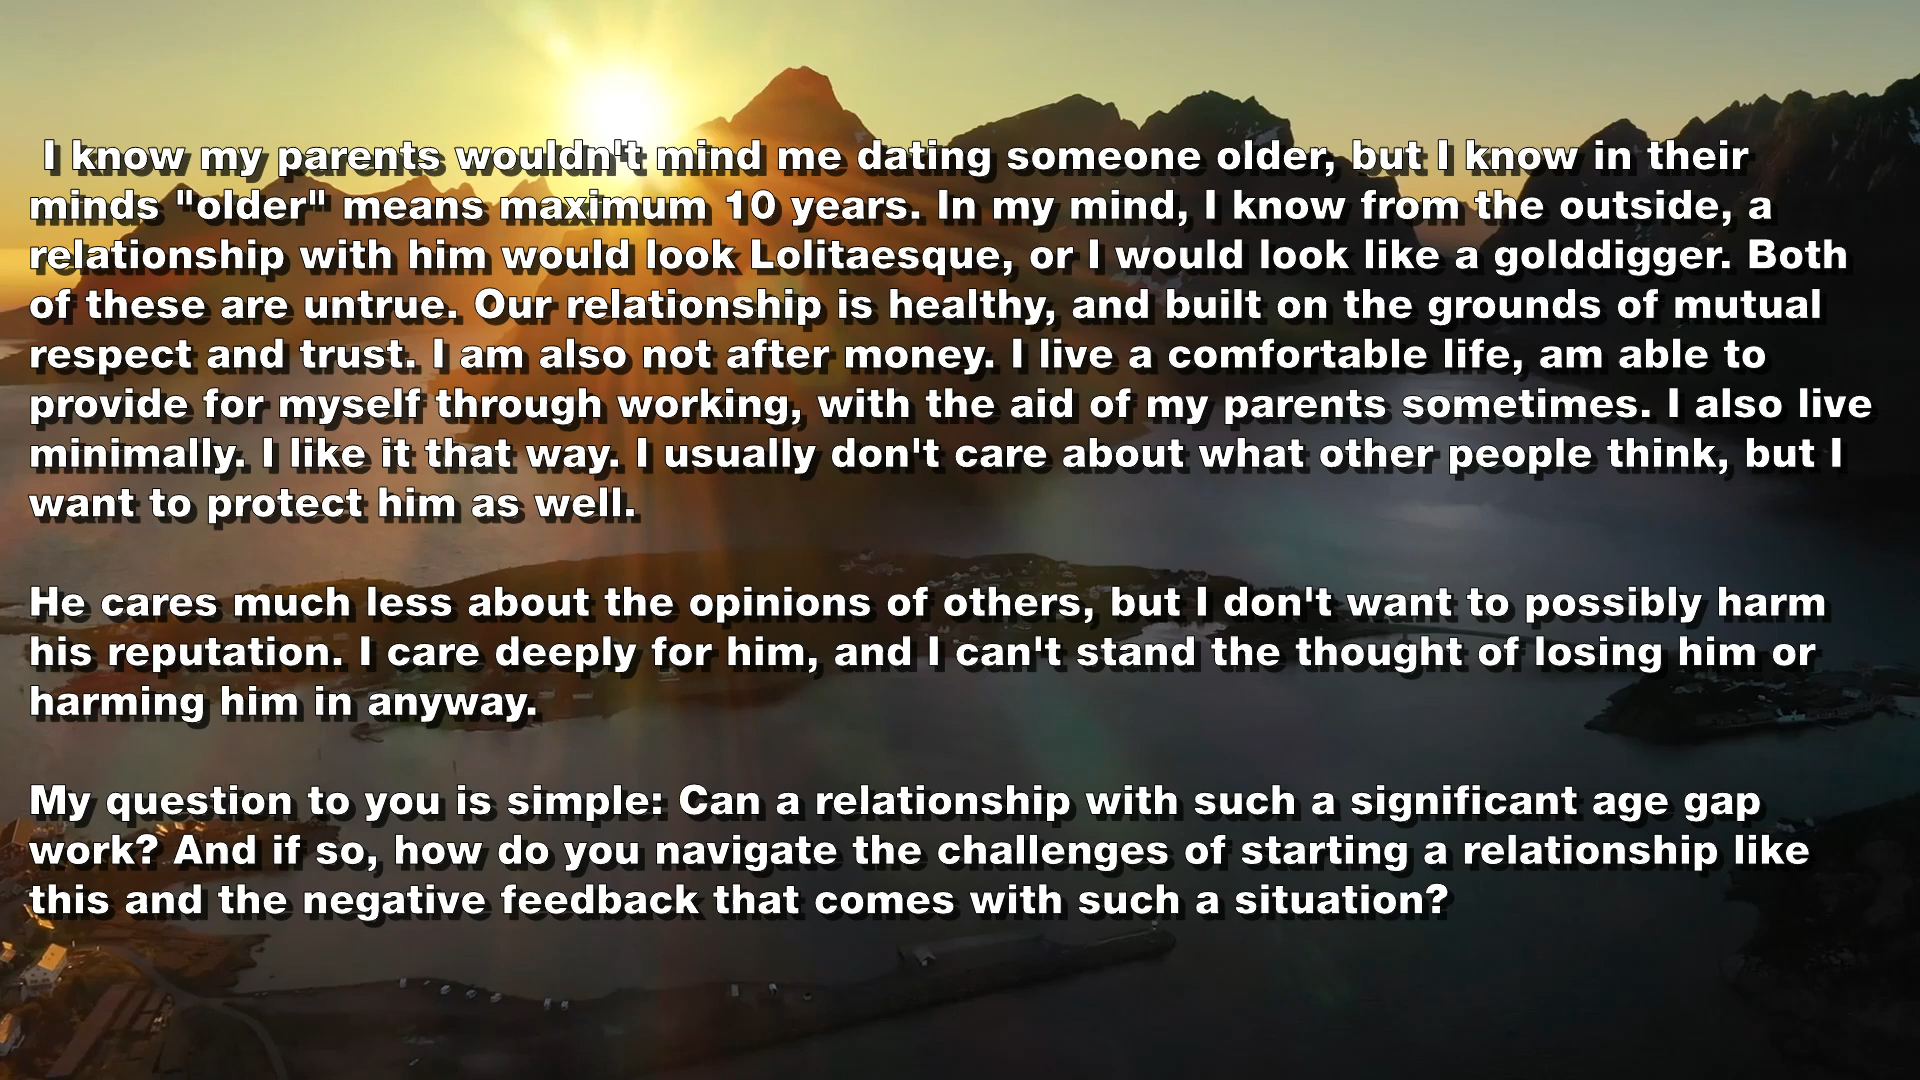 I know my parents wouldn't mind me dating someone older, but I know in their
minds "older" means maximum 10 years. In my mind, I know from the outside, a
relationship with him would look Lolitaesque, or I would look like a golddigger. Both
of these are untrue. Our relationship is healthy, and built on the grounds of mutual
respect and trust. I am also not after money. I live a comfortable life, am able to
provide for myself through working, with the aid of my parents sometimes. I also live
minimally. I like it that way. I usually don't care about what other people think, but I
want to protect him as well.
He cares much less about the opinions of others, but I don't want to possibly harm
his reputation. I care deeply for him, and I can't stand the thought of losing him or
harming him in anyway.
My question to you is simple: Can a relationship with such a significant age gap
work? And if so, how do you navigate the challenges of starting a relationship like
this and the negative feedback that comes with such a situation?